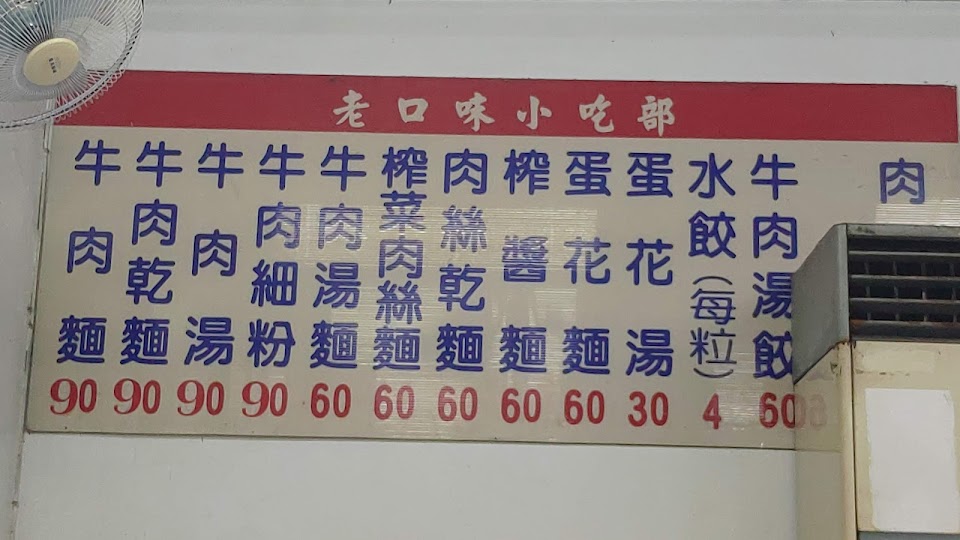 老口味小吃部
牛肉麵 90
牛肉乾麵 90
牛肉湯 90
牛肉細粉 90
牛肉湯麵 60
榨菜肉絲麵 60
肉絲乾麵 60
榨醬麵 60
蛋花麵 60
蛋花湯 30
水餃(每粒) 4
牛肉湯餃 60
肉